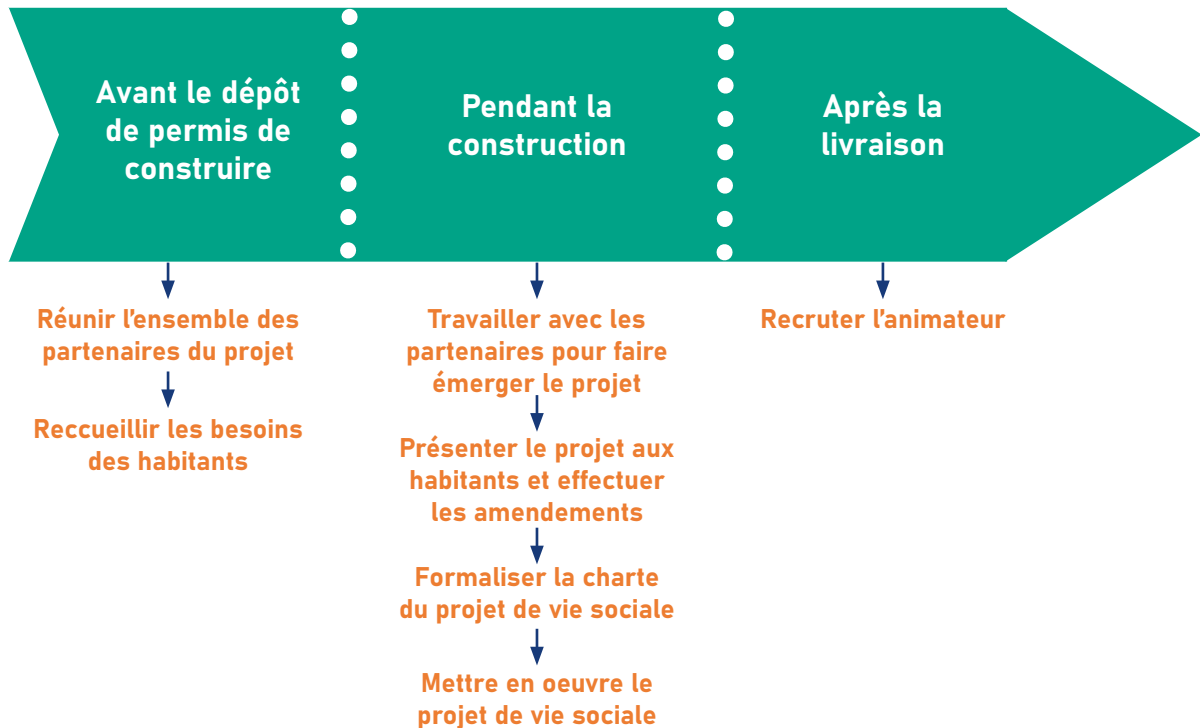 Avant le dépôt
de permis de
construire
Pendant la
construction
Après la
livraison
Réunir l'ensemble des
partenaires du projet
Reccueillir les besoins
des habitants
Travailler avec les
partenaires pour faire
émerger le projet
Présenter le projet aux
habitants et effectuer
les amendements
Formaliser la charte
du projet de vie sociale
Mettre en oeuvre le
projet de vie sociale
Recruter l'animateur